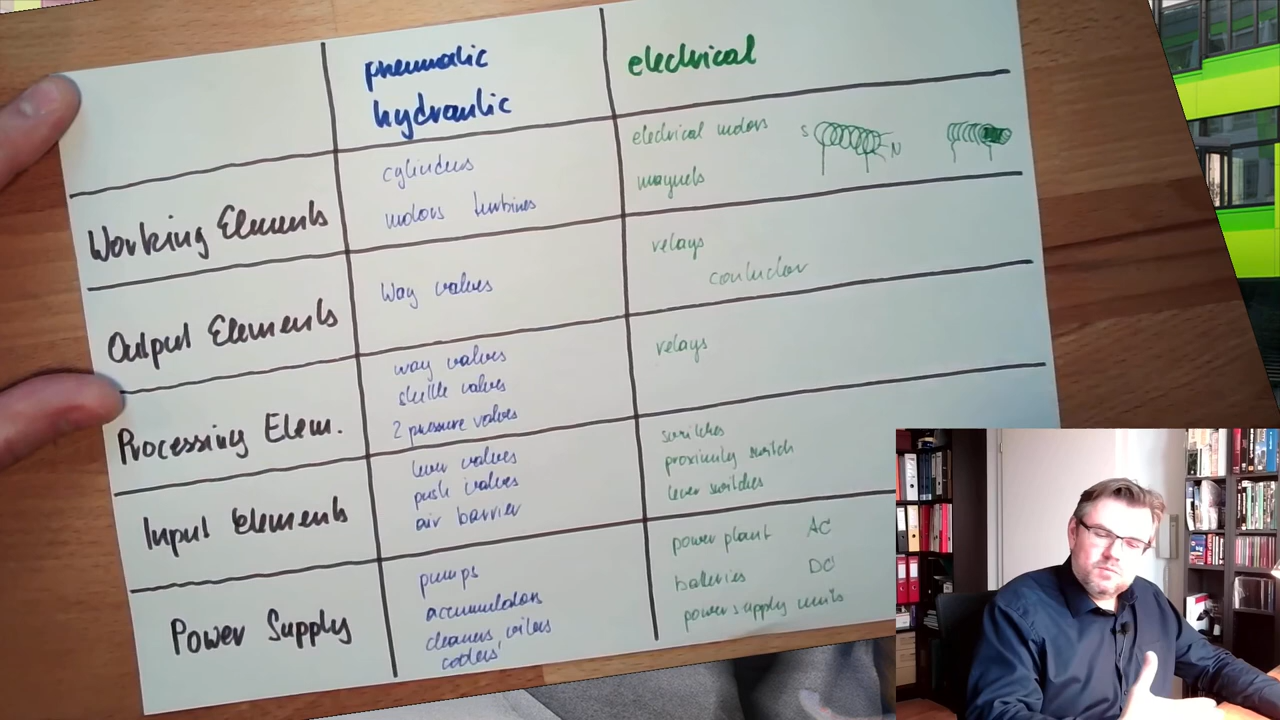 pneumatic
hydraulic
electrical
Working Elements
cylinders
motors turbines
electrical motors
magnets
S
N
Output Elements
Way valves
relays
contactor
Processing Elem.
way valves
shuttle valves
2 pressure valves
relays
Input Elements
lever valves
push valves
air barrier
switches
proximity switch
lever switches
Power Supply
pumps
accumulators
cleaners, oilers
coolers
power plant AC
batteries DC
power supply units